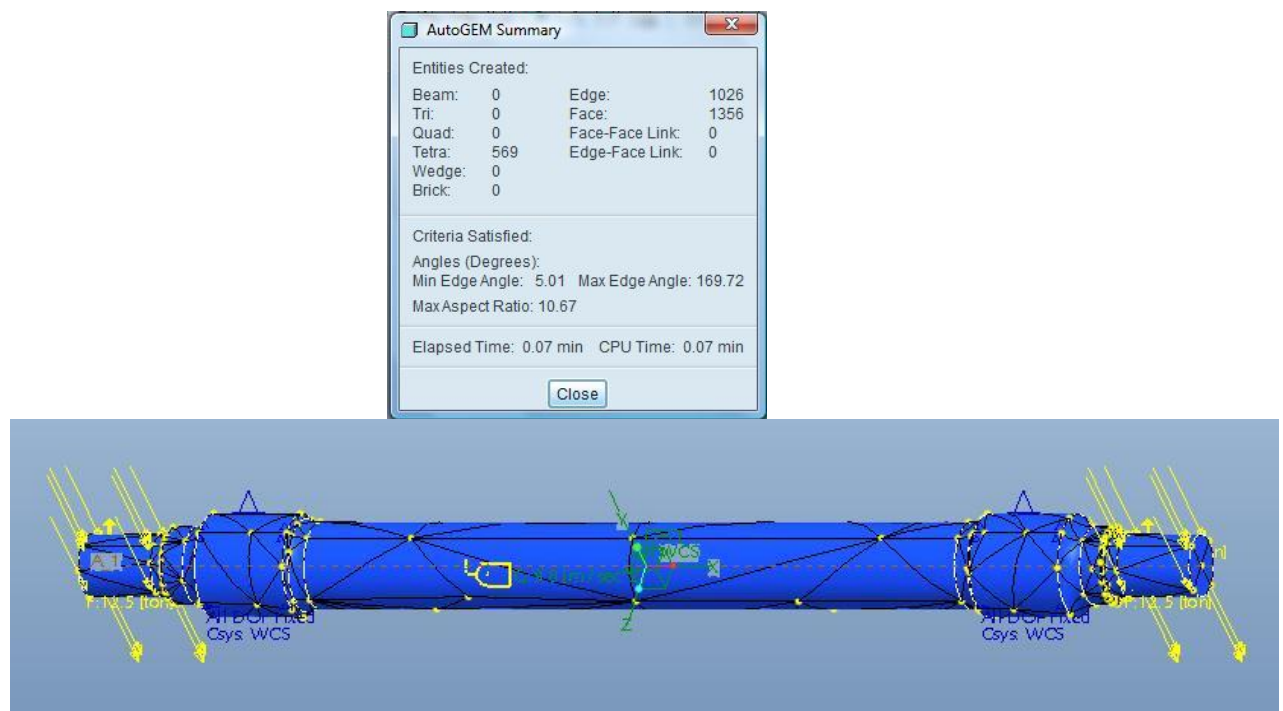 AutoGEM Summary
Entities Created:
Beam: 0 Edge: 1026
Tri: 0 Face: 1356
Quad: 0 Face-Face Link: 0
Tetra: 569 Edge-Face Link: 0
Wedge: 0
Brick: 0
Criteria Satisfied:
Angles (Degrees):
Min Edge Angle: 5.01 Max Edge Angle: 169.72
Max Aspect Ratio: 10.67
Elapsed Time: 0.07 min CPU Time: 0.07 min
Close
Y
A_1
WCS
X
F:12.5 [ton]
F:12.5 [ton]
All DOF Fixed
Csys: WCS
Z
All DOF Fixed
Csys: WCS